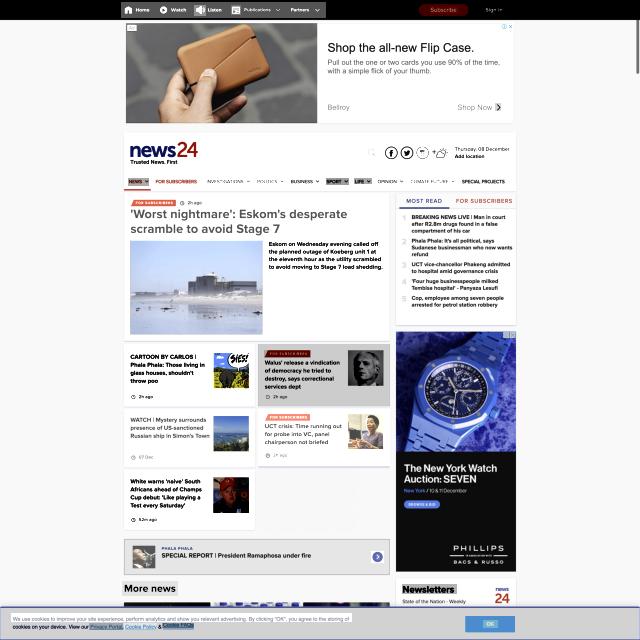 Home Watch Listen Publications Partners Subscribe Sign in
Shop the all-new Flip Case.
Pull out the one or two cards you use 90% of the time,
with a simple flick of your thumb.
Bellroy Shop Now
news24
Trusted News. First
Thursday, 08 December
Add location
NEWS FOR SUBSCRIBERS INVESTIGATIONS POLITICS BUSINESS SPORT LIFE OPINION CLIMATE FUTURE SPECIAL PROJECTS
FOR SUBSCRIBERS 2h ago
'Worst nightmare': Eskom's desperate
scramble to avoid Stage 7
Eskom on Wednesday evening called off
the planned outage of Koeberg unit 1 at
the eleventh hour as the utility scrambled
to avoid moving to Stage 7 load shedding.
MOST READ FOR SUBSCRIBERS
1 BREAKING NEWS LIVE | Man in court
after R2.8m drugs found in a false
compartment of his car
2 Phala Phala: It's all political, says
Sudanese businessman who now wants
refund
3 UCT vice-chancellor Phakeng admitted
to hospital amid governance crisis
4 'Four huge businesspeople milked
Tembisa hospital' - Panyaza Lesufi
5 Cop, employee among seven people
arrested for petrol station robbery
CARTOON BY CARLOS |
Phala Phala: Those living in
glass houses, shouldn't
throw poo
2h ago
FOR SUBSCRIBERS
Walus' release a vindication
of democracy he tried to
destroy, says correctional
services dept
2h ago
WATCH | Mystery surrounds
presence of US-sanctioned
Russian ship in Simon's Town
07 Dec
FOR SUBSCRIBERS
UCT crisis: Time running out
for probe into VC, panel
chairperson not briefed
White warns 'naive' South
Africans ahead of Champs
Cup debut: 'Like playing a
Test every Saturday'
52m ago
The New York Watch
Auction: SEVEN
New York / 10 & 11 December
BROWSE & BID
PHILLIPS
IN ASSOCIATION WITH
BACS & RUSSO
PHALA PHALA
SPECIAL REPORT | President Ramaphosa under fire
More news
Newsletters
State of the Nation - Weekly
news
24
We use cookies to improve your site experience, perform analytics and show you relevant advertising. By clicking "OK", you agree to the storing of
cookies on your device. View our Privacy Portal, Cookie Policy & Cookie FAQs
OK